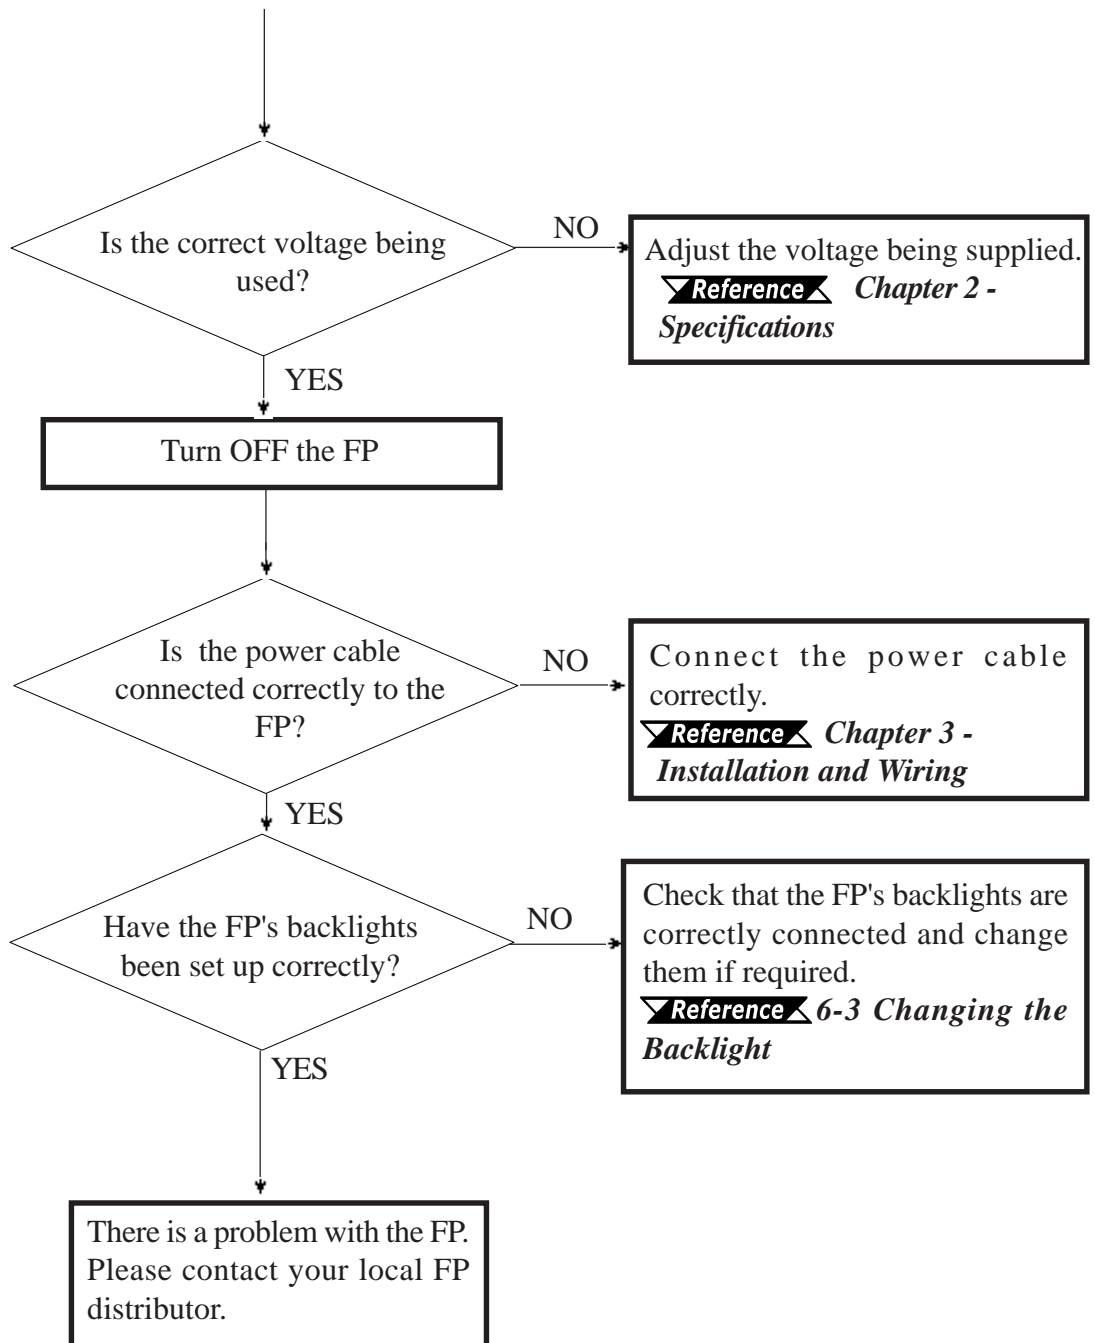 Is the correct voltage being
used?
NO
Adjust the voltage being supplied.
Reference Chapter 2 -
Specifications
YES
Turn OFF the FP
Is the power cable
connected correctly to the
FP?
NO
Connect the power cable
correctly.
Reference Chapter 3 -
Installation and Wiring
YES
Have the FP's backlights
been set up correctly?
NO
Check that the FP's backlights are
correctly connected and change
them if required.
Reference 6-3 Changing the
Backlight
YES
There is a problem with the FP.
Please contact your local FP
distributor.